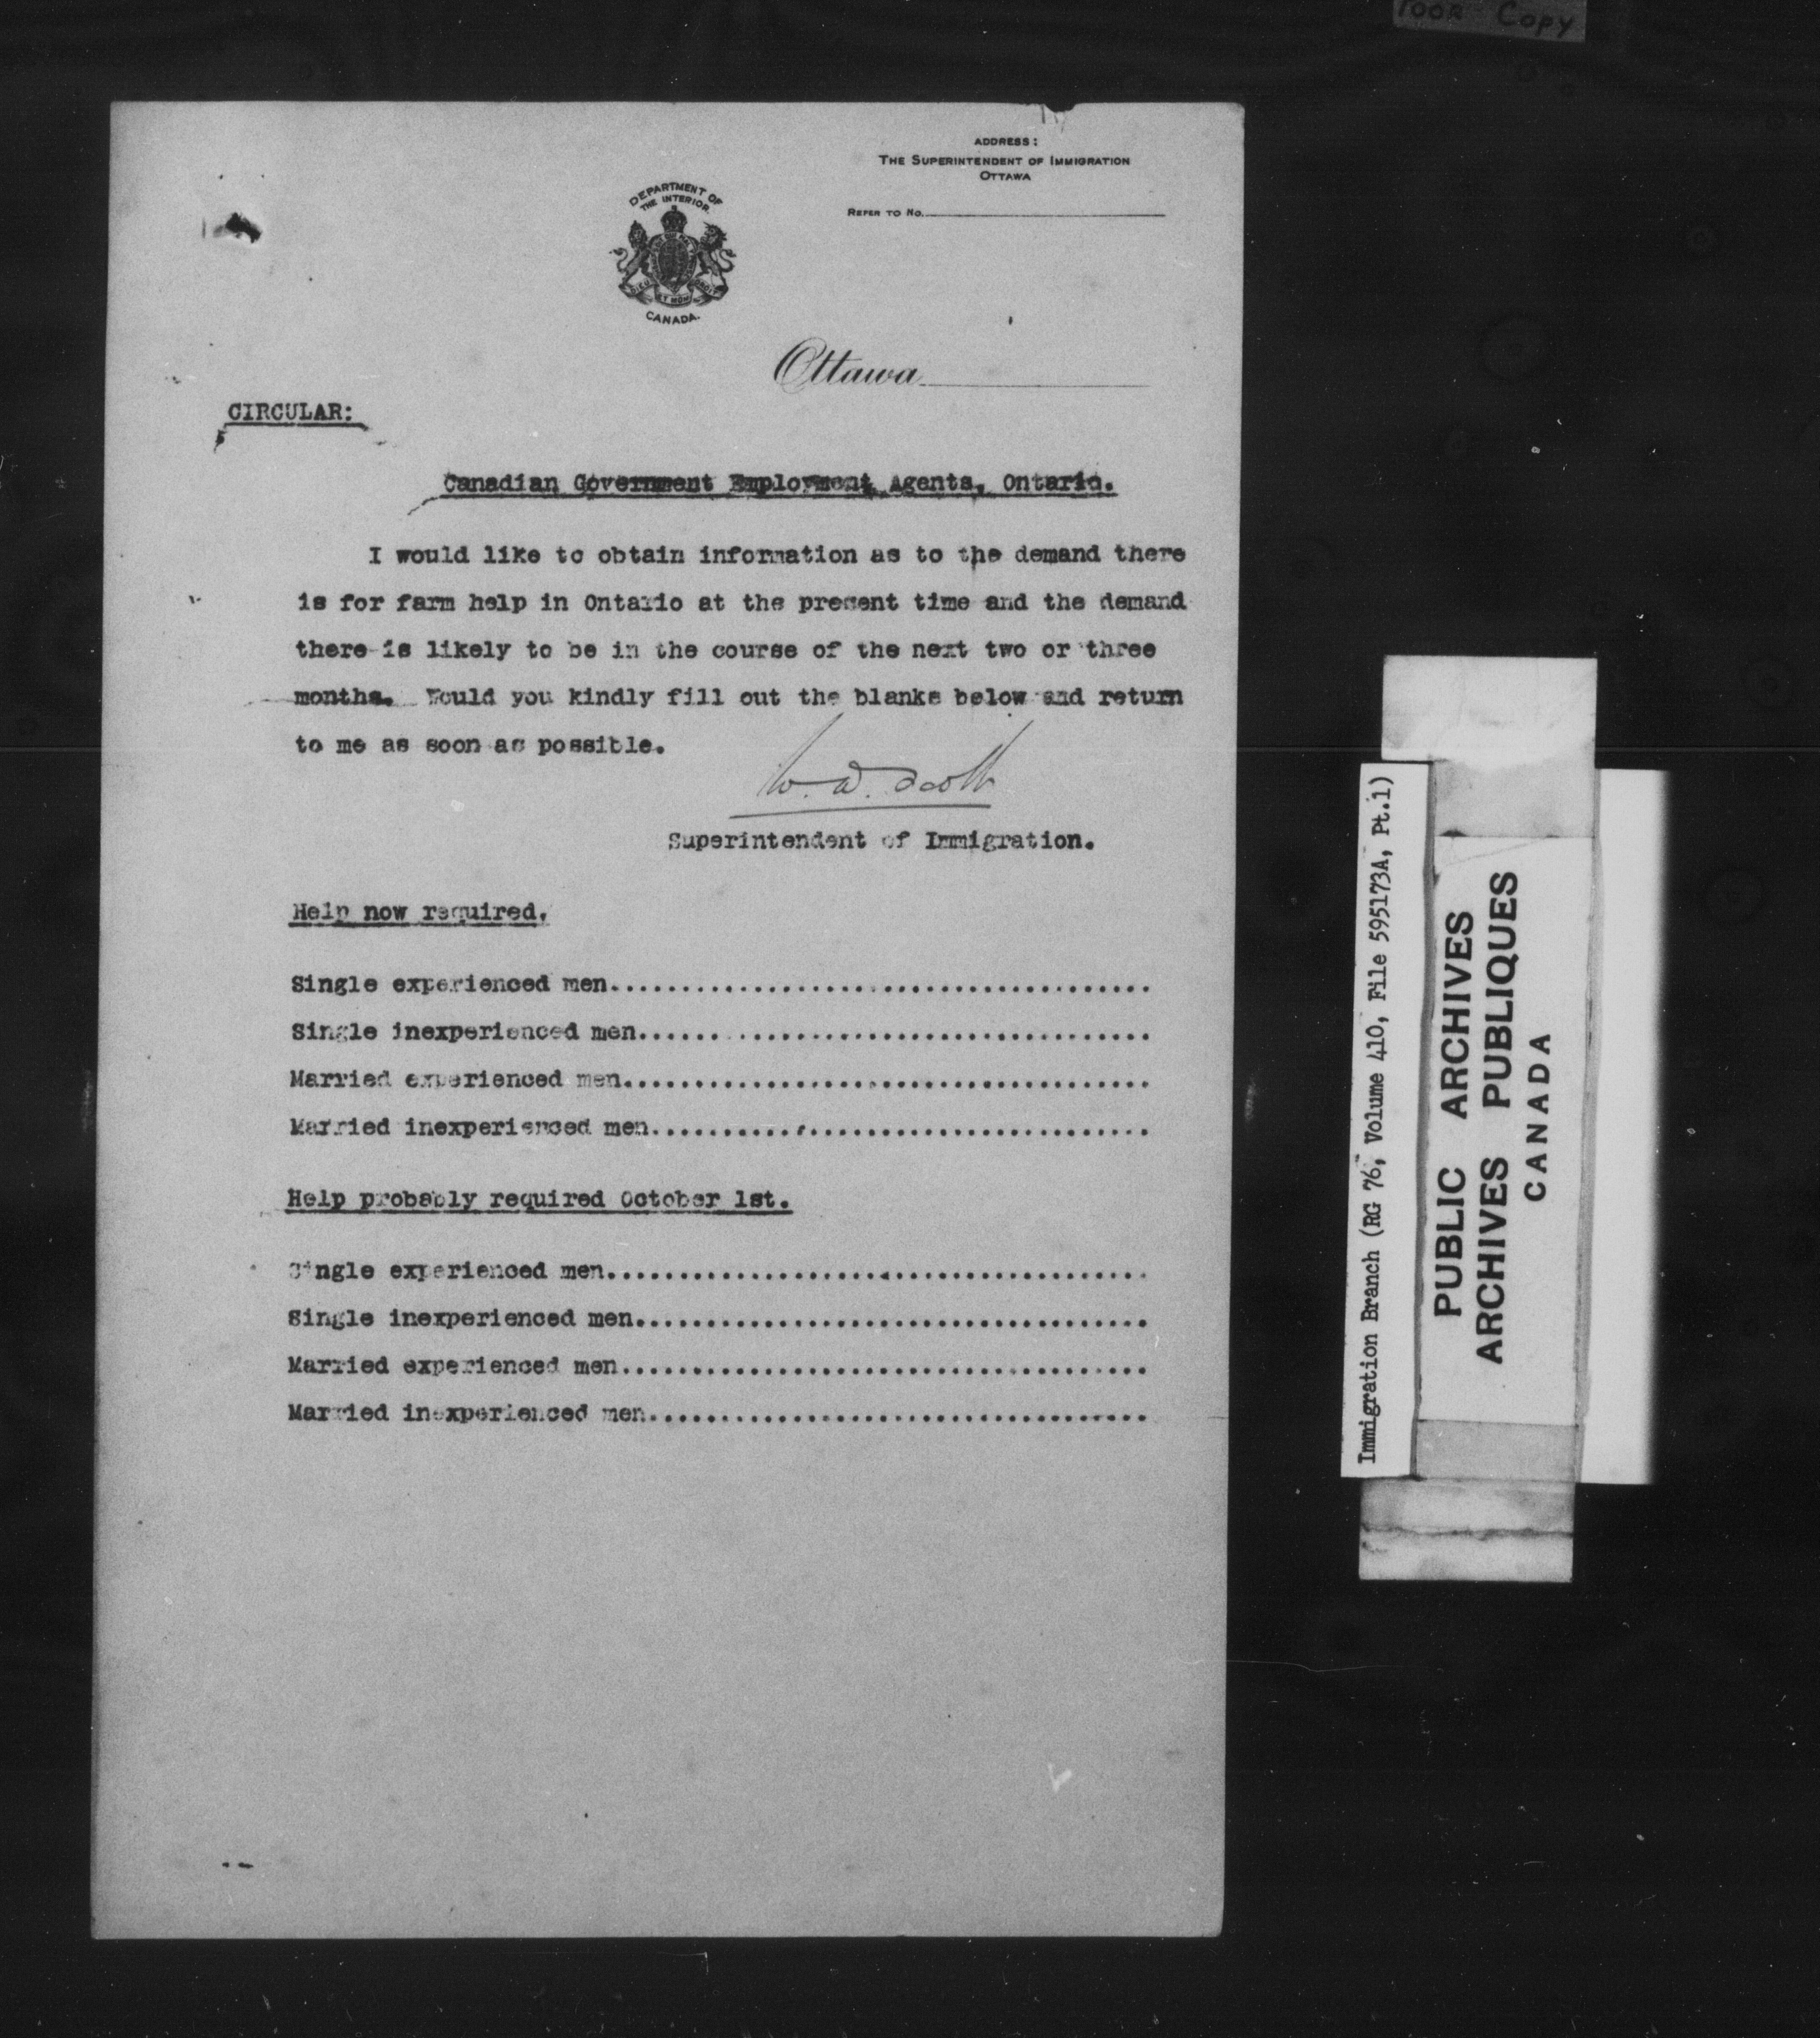 Poor Copy
ADDRESS:
THE SUPERINTENDENT OF IMMIGRATION
OTTAWA
REFER TO No.
DEPARTMENT OF
THE INTERIOR.
DIEU ET MON DROIT
CANADA.
Ottawa
CIRCULAR:
Canadian Government Employment Agents, Ontario.
I would like to obtain information as to the demand there
is for farm help in Ontario at the present time and the demand
there is likely to be in the course of the next two or three
months. Would you kindly fill out the blanks below and return
to me as soon as possible.
W. D. Scott
Superintendent of Immigration.
Help now required.
Single experienced men......................................
Single inexperienced men....................................
Married experienced men.....................................
Married inexperienced men...................................
Help probably required October 1st.
Single experienced men......................................
Single inexperienced men....................................
Married experienced men.....................................
Married inexperienced men...................................
Immigration Branch (RG 76, Volume 410, File 595173A, Pt.1)
PUBLIC ARCHIVES
ARCHIVES PUBLIQUES
CANADA